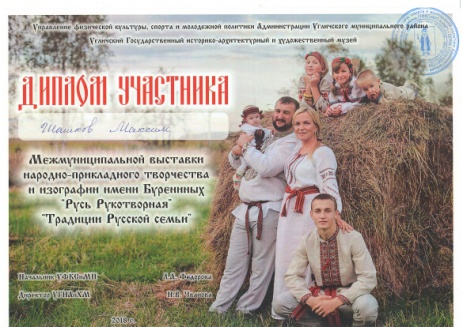 Управление физической культуры, спорта и молодежной политики Администрации Угличского муниципального района
Угличский Государственный историко-архитектурный и художественный музей
ДИПЛОМ УЧАСТНИКА
Шашков Максим
Межмуниципальной выставки
народно-прикладного творчества
и изографии имени Бурениных
"Русь Рукотворная"
"Традиции Русской семьи"
Начальник УФКСиМП Л.А. Федорова
Директор УГИАиХМ
2018 г.